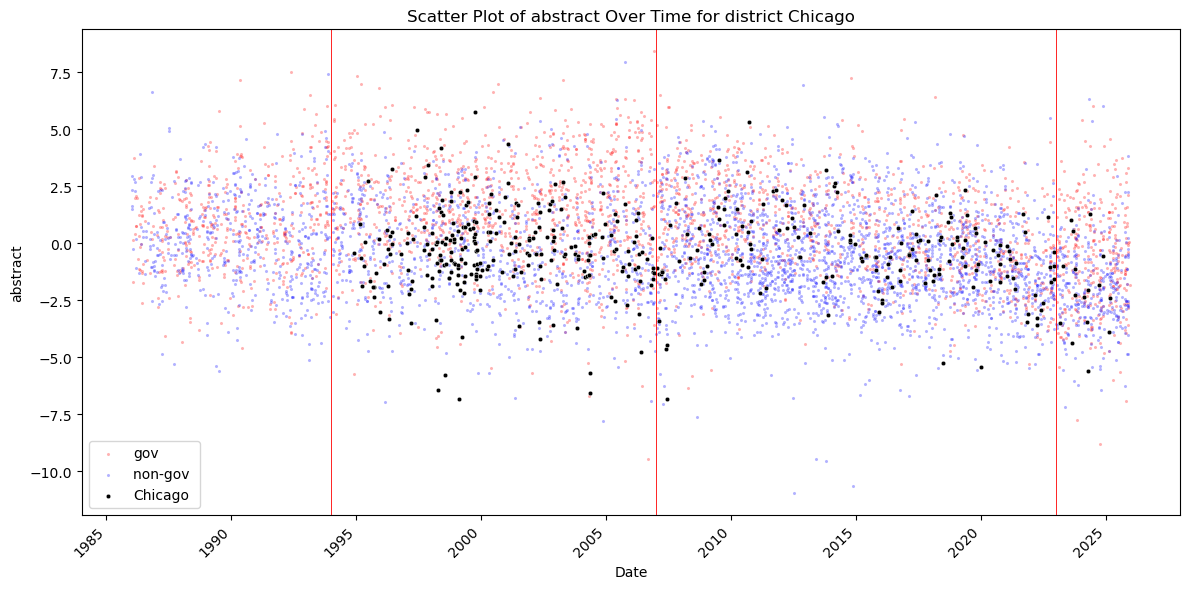 Scatter Plot of abstract Over Time for district Chicago
abstract
7.5
5.0
2.5
0.0
−2.5
−5.0
−7.5
−10.0
gov
non-gov
Chicago
1985
1990
1995
2000
2005
2010
2015
2020
2025
Date